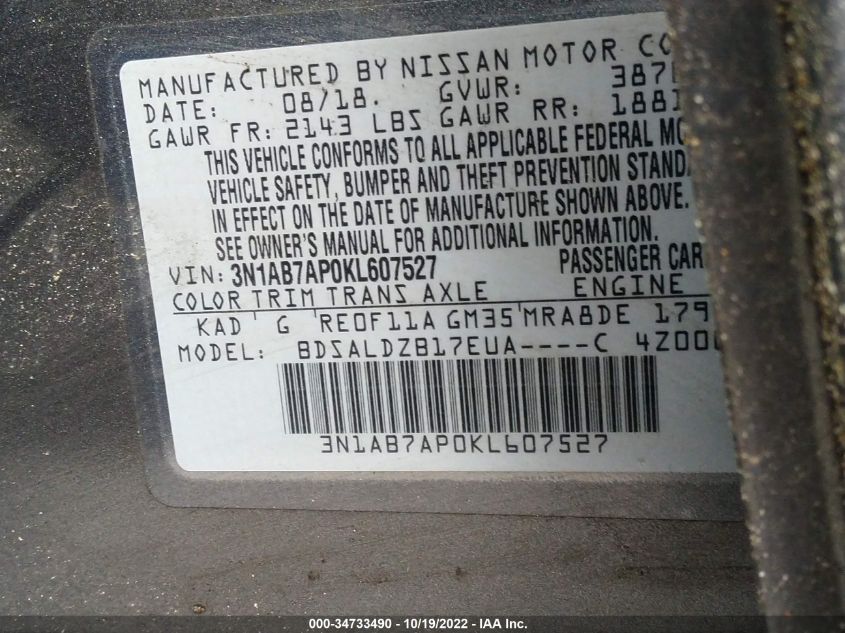 MANUFACTURED BY NISSAN MOTOR CO
DATE: 08/18. GVWR: 387
GAWR FR: 2143 LBS GAWR RR: 1881
THIS VEHICLE CONFORMS TO ALL APPLICABLE FEDERAL MO
VEHICLE SAFETY, BUMPER AND THEFT PREVENTION STANDA
IN EFFECT ON THE DATE OF MANUFACTURE SHOWN ABOVE.
SEE OWNER'S MANUAL FOR ADDITIONAL INFORMATION.
VIN: 3N1AB7AP0KL607527 PASSENGER CAR
COLOR TRIM TRANS AXLE ENGINE
KAD G RE0F11A GM35 MRA8DE 179
MODEL: BDSALDZB17EUA----C 4Z000
3N1AB7AP0KL607527
000-34733490 - 10/19/2022 - IAA Inc.